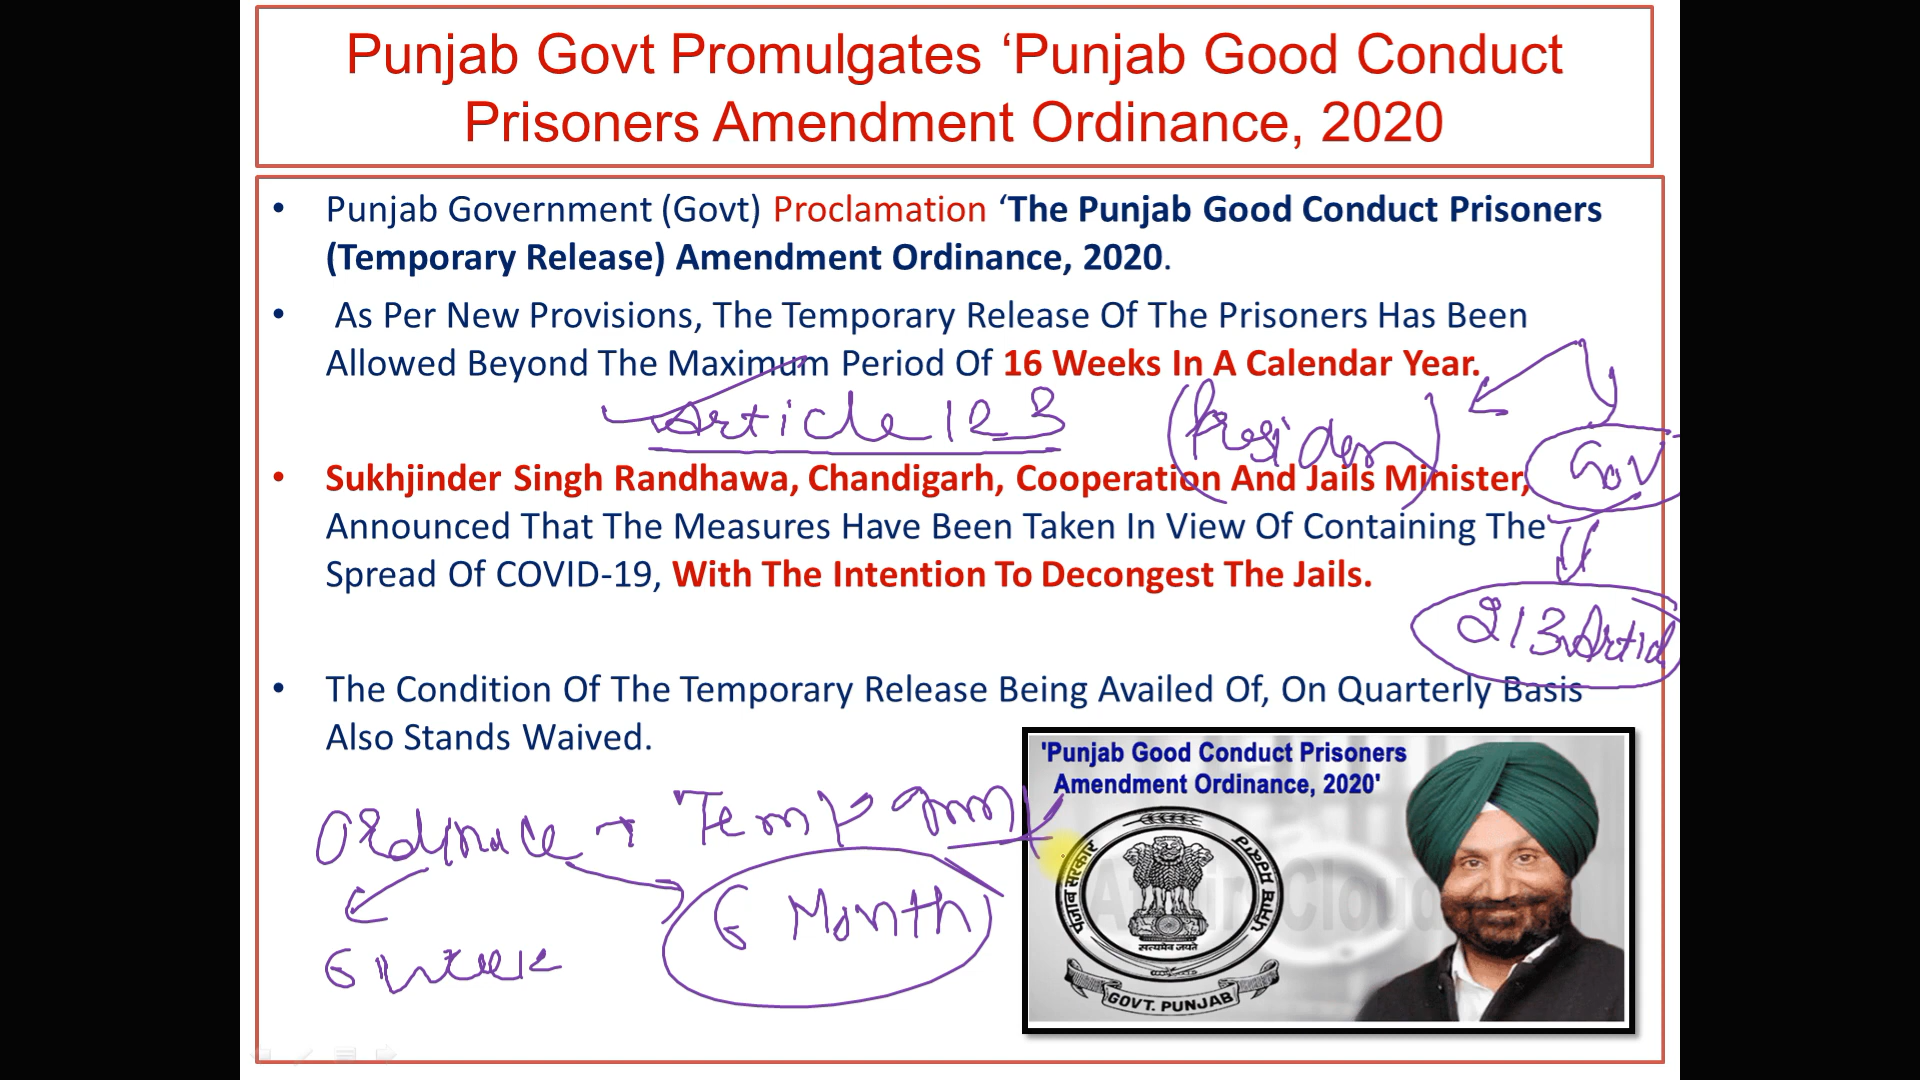 Punjab Govt Promulgates ‘Punjab Good Conduct
Prisoners Amendment Ordinance, 2020
• Punjab Government (Govt) Proclamation ‘The Punjab Good Conduct Prisoners
(Temporary Release) Amendment Ordinance, 2020.
• As Per New Provisions, The Temporary Release Of The Prisoners Has Been
Allowed Beyond The Maximum Period Of 16 Weeks In A Calendar Year.
Article 123
(Presiden)
Gov
• Sukhjinder Singh Randhawa, Chandigarh, Cooperation And Jails Minister,
Announced That The Measures Have Been Taken In View Of Containing The
Spread Of COVID-19, With The Intention To Decongest The Jails.
213 Articl
• The Condition Of The Temporary Release Being Availed Of, On Quarterly Basis
Also Stands Waived.
'Punjab Good Conduct Prisoners
Amendment Ordinance, 2020'
ਪੰਜਾਬ ਸਰਕਾਰ
सत्यमेव जयते
GOVT. PUNJAB
6 Month
6 week